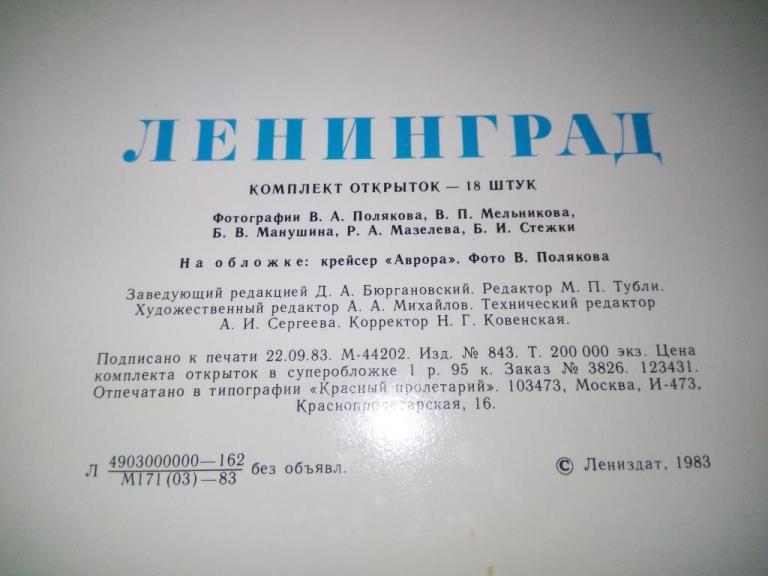 ЛЕНИНГРАД
КОМПЛЕКТ ОТКРЫТОК — 18 ШТУК
Фотографии В. А. Полякова, В. П. Мельникова,
Б. В. Манушина, Р. А. Мазелева, Б. И. Стежки
На обложке: крейсер «Аврора». Фото В. Полякова
Заведующий редакцией Д. А. Бюргановский. Редактор М. П. Тубли.
Художественный редактор А. А. Михайлов. Технический редактор
А. И. Сергеева. Корректор Н. Г. Ковенская.
Подписано к печати 22.09.83. М-44202. Изд. № 843. Т. 200 000 экз. Цена
комплекта открыток в суперобложке 1 р. 95 к. Заказ № 3826. 123431.
Отпечатано в типографии «Красный пролетарий». 103473, Москва, И-473,
Краснопролетарская, 16.
Л 4903000000—162
М171 (03)—83 без объявл.
© Лениздат, 1983